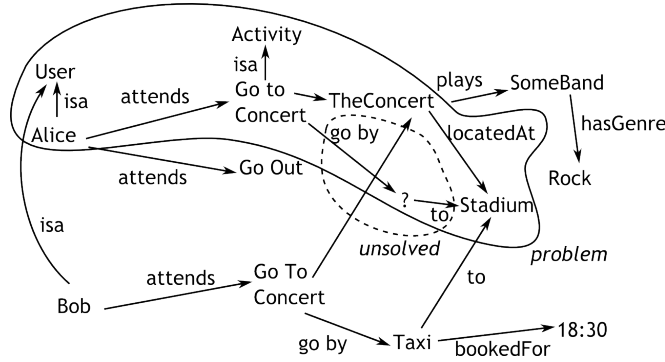 Activity
User
isa
isa
attends
Go to
Concert
TheConcert
plays
SomeBand
hasGenre
Rock
Alice
go by
locatedAt
attends
Go Out
?
to
Stadium
unsolved
problem
isa
attends
Go To
Concert
to
Bob
go by
Taxi
bookedFor
18:30